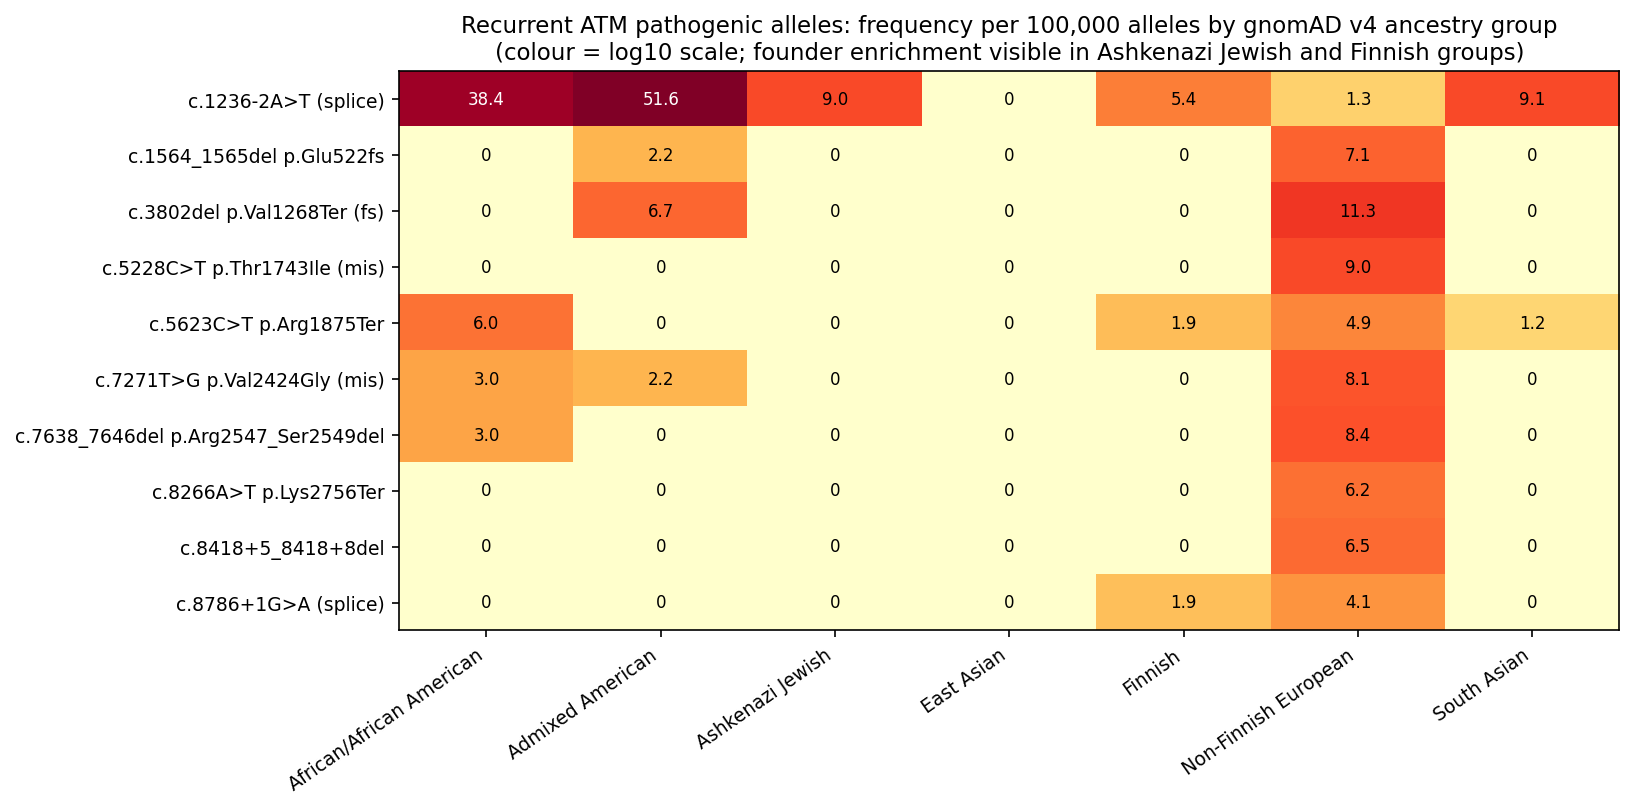 Recurrent ATM pathogenic alleles: frequency per 100,000 alleles by gnomAD v4 ancestry group
(colour = log10 scale; founder enrichment visible in Ashkenazi Jewish and Finnish groups)
c.1236-2A>T (splice) 38.4 51.6 9.0 0 5.4 1.3 9.1
c.1564_1565del p.Glu522fs 0 2.2 0 0 0 7.1 0
c.3802del p.Val1268Ter (fs) 0 6.7 0 0 0 11.3 0
c.5228C>T p.Thr1743Ile (mis) 0 0 0 0 0 9.0 0
c.5623C>T p.Arg1875Ter 6.0 0 0 0 1.9 4.9 1.2
c.7271T>G p.Val2424Gly (mis) 3.0 2.2 0 0 0 8.1 0
c.7638_7646del p.Arg2547_Ser2549del 3.0 0 0 0 0 8.4 0
c.8266A>T p.Lys2756Ter 0 0 0 0 0 6.2 0
c.8418+5_8418+8del 0 0 0 0 0 6.5 0
c.8786+1G>A (splice) 0 0 0 0 1.9 4.1 0
African/African American
Admixed American
Ashkenazi Jewish
East Asian
Finnish
Non-Finnish European
South Asian